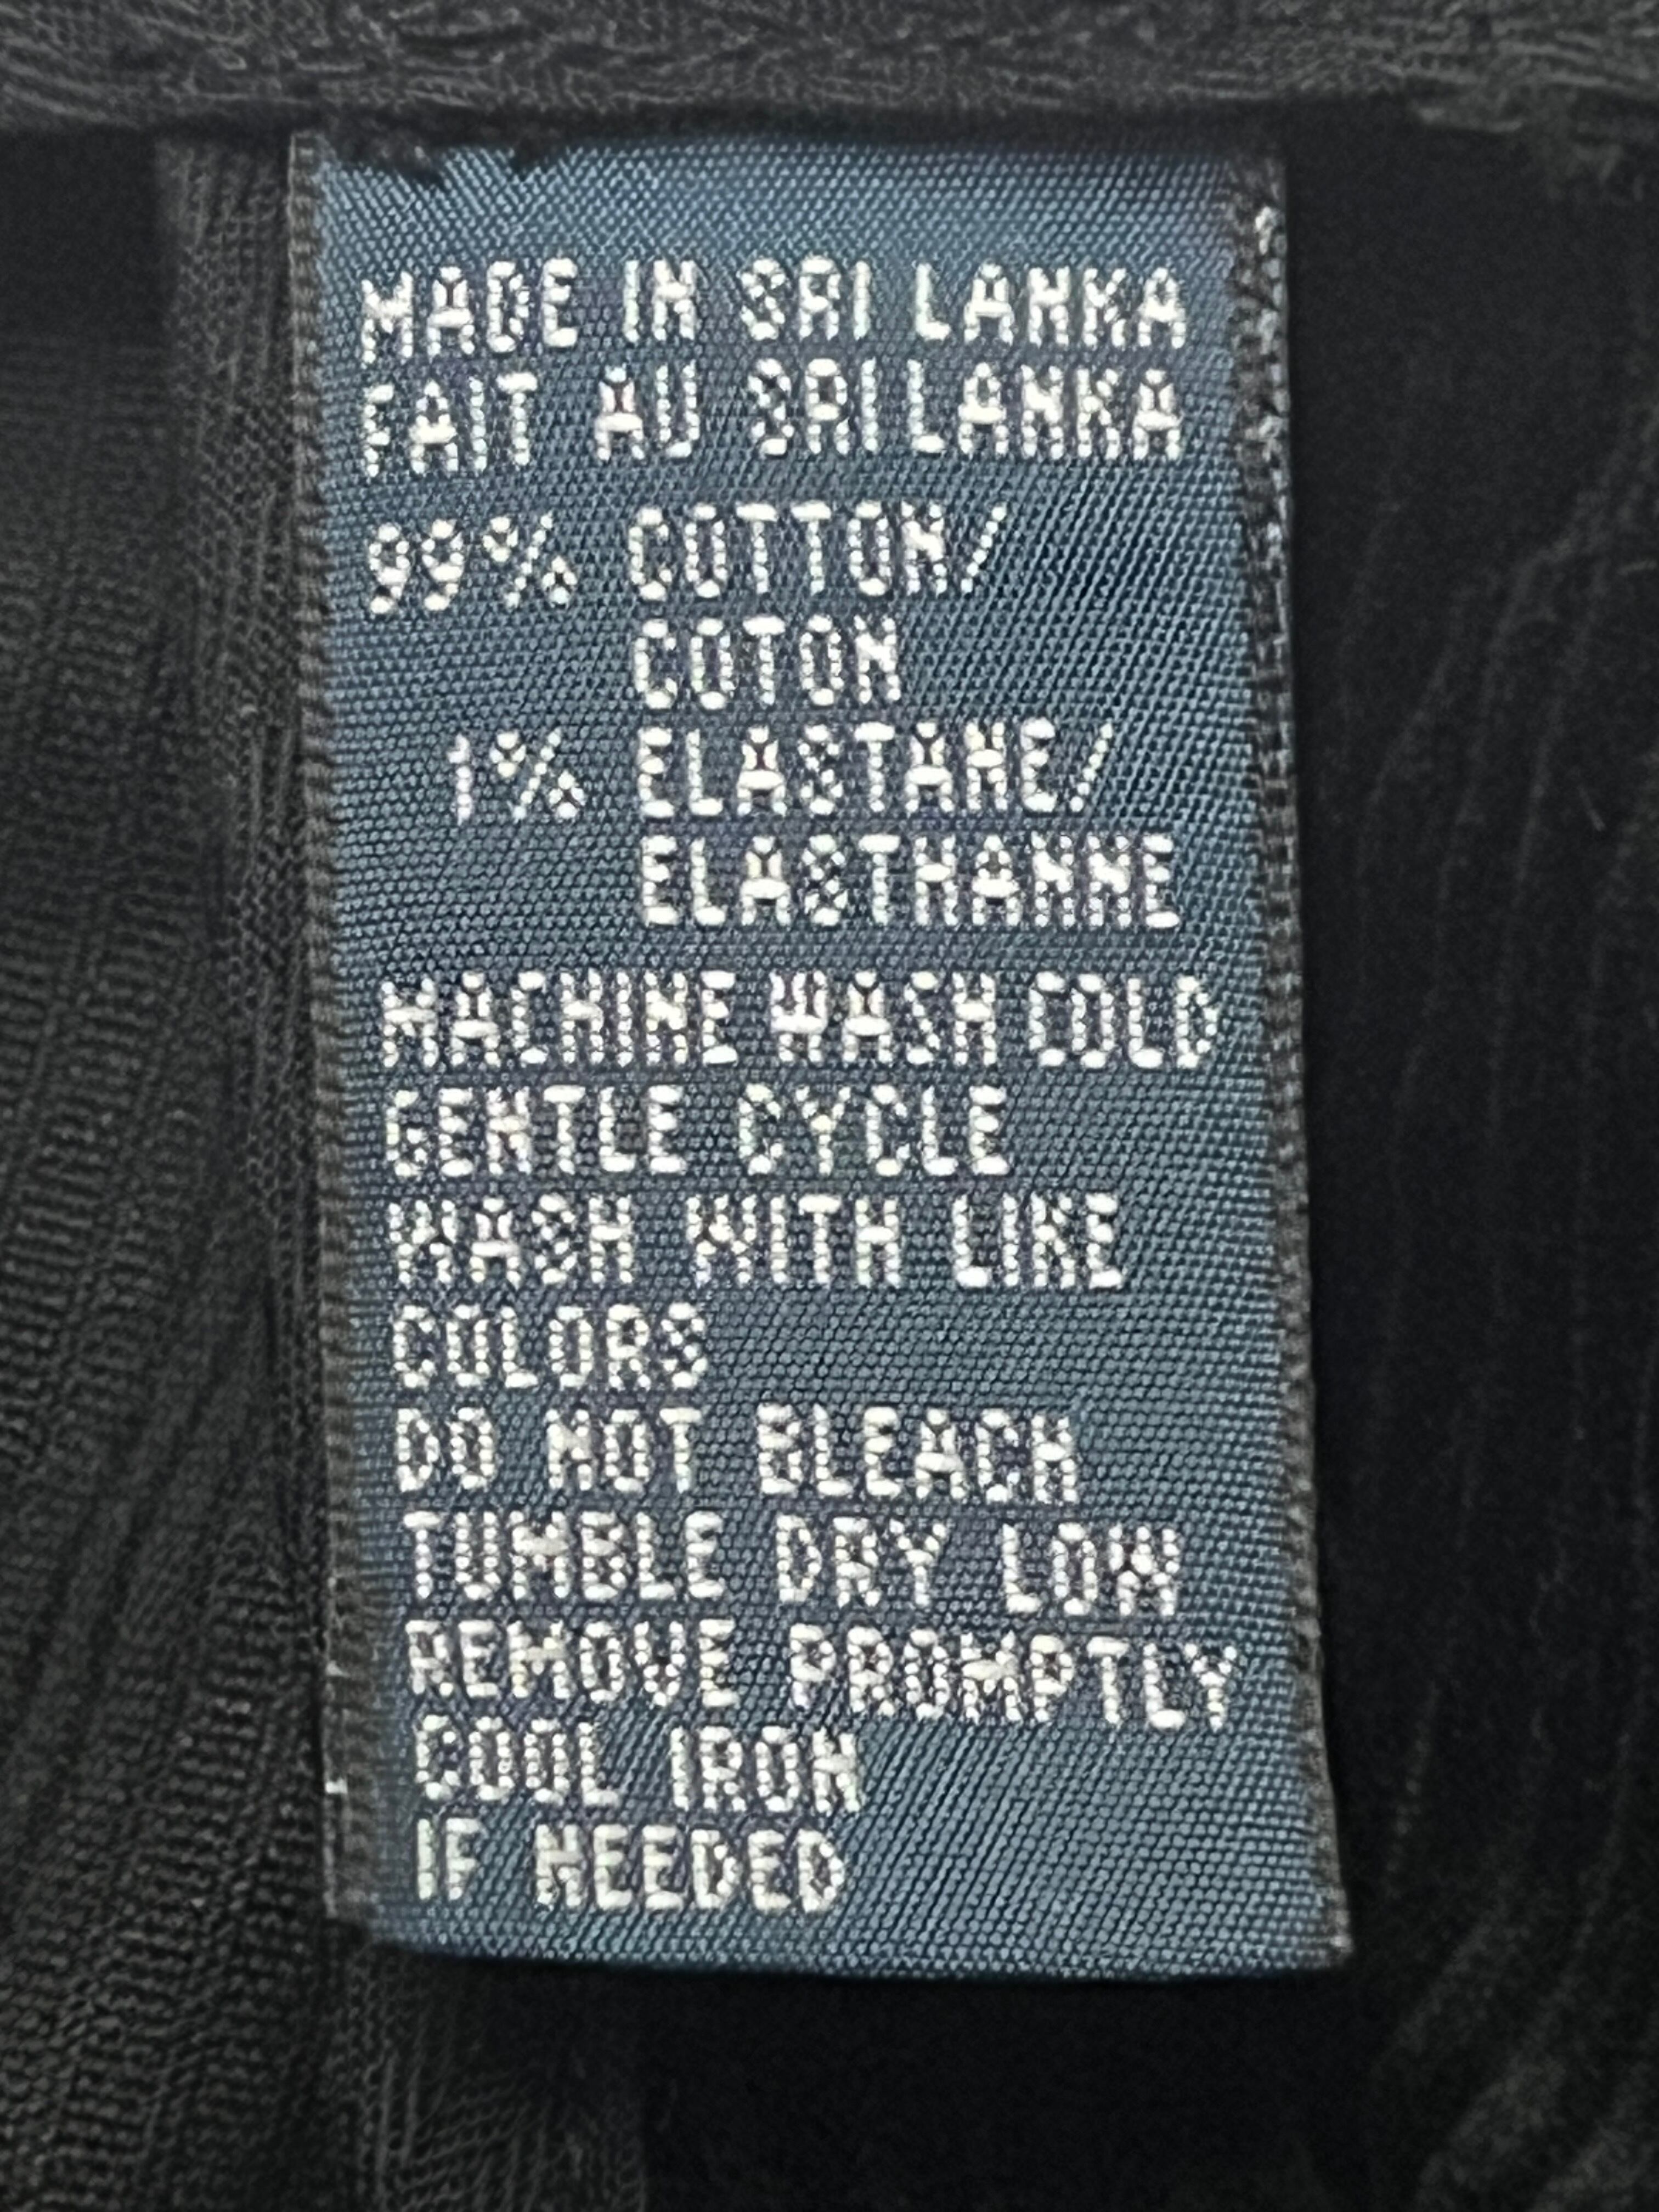 MADE IN SRI LANKA
FAIT AU SRI LANKA
99% COTTON/
COTON
1% ELASTANE/
ELASTHANNE
MACHINE WASH COLD
GENTLE CYCLE
WASH WITH LIKE
COLORS
DO NOT BLEACH
TUMBLE DRY LOW
REMOVE PROMPTLY
COOL IRON
IF NEEDED